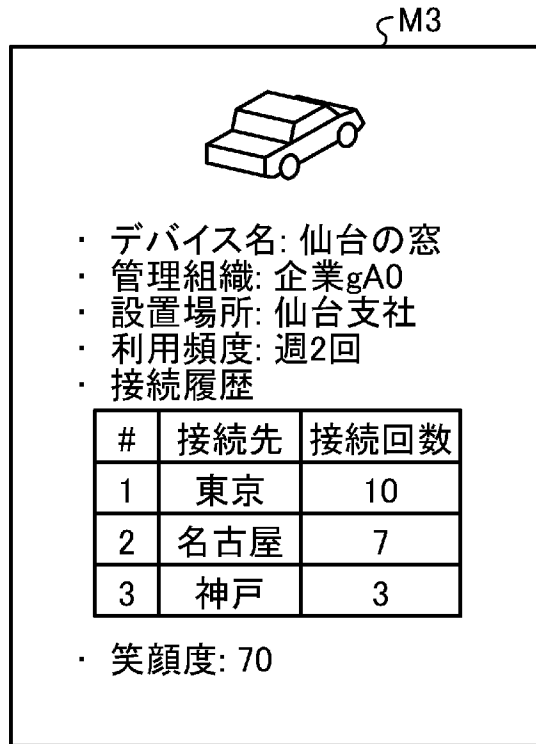 M3
・ デバイス名: 仙台の窓
・ 管理組織: 企業gA0
・ 設置場所: 仙台支社
・ 利用頻度: 週2回
・ 接続履歴
# 接続先 接続回数
1 東京 10
2 名古屋 7
3 神戸 3
・ 笑顔度: 70